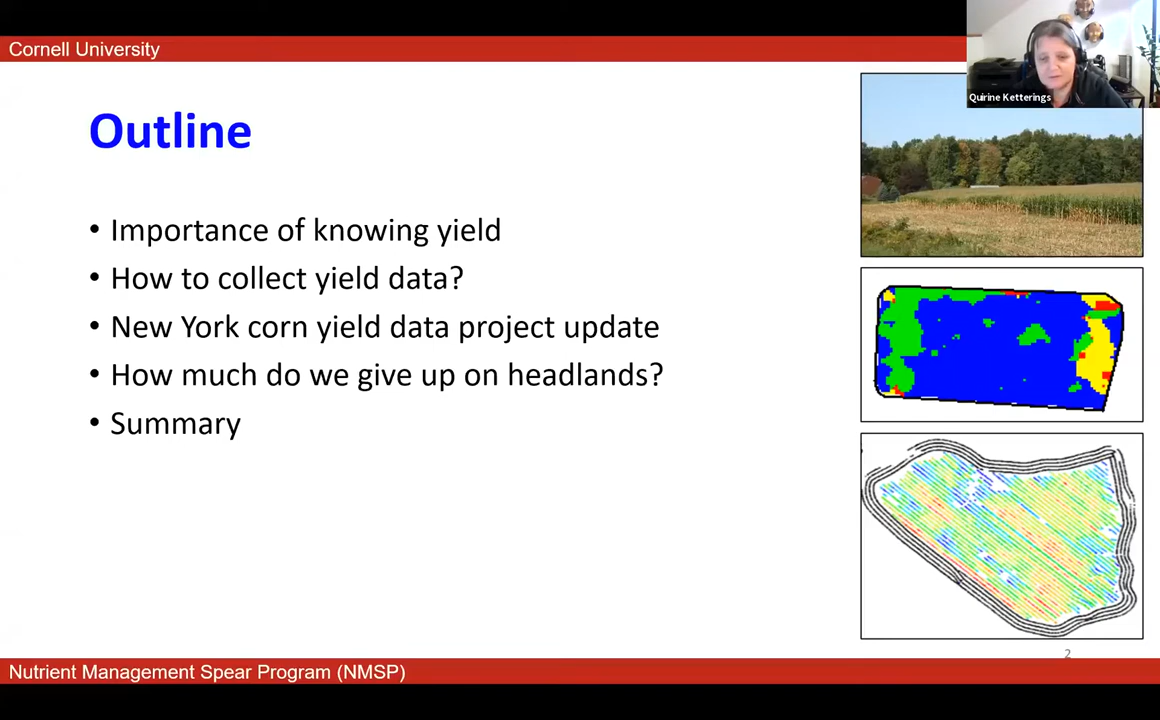 Cornell University
Quirine Ketterings
Outline
• Importance of knowing yield
• How to collect yield data?
• New York corn yield data project update
• How much do we give up on headlands?
• Summary
2
Nutrient Management Spear Program (NMSP)